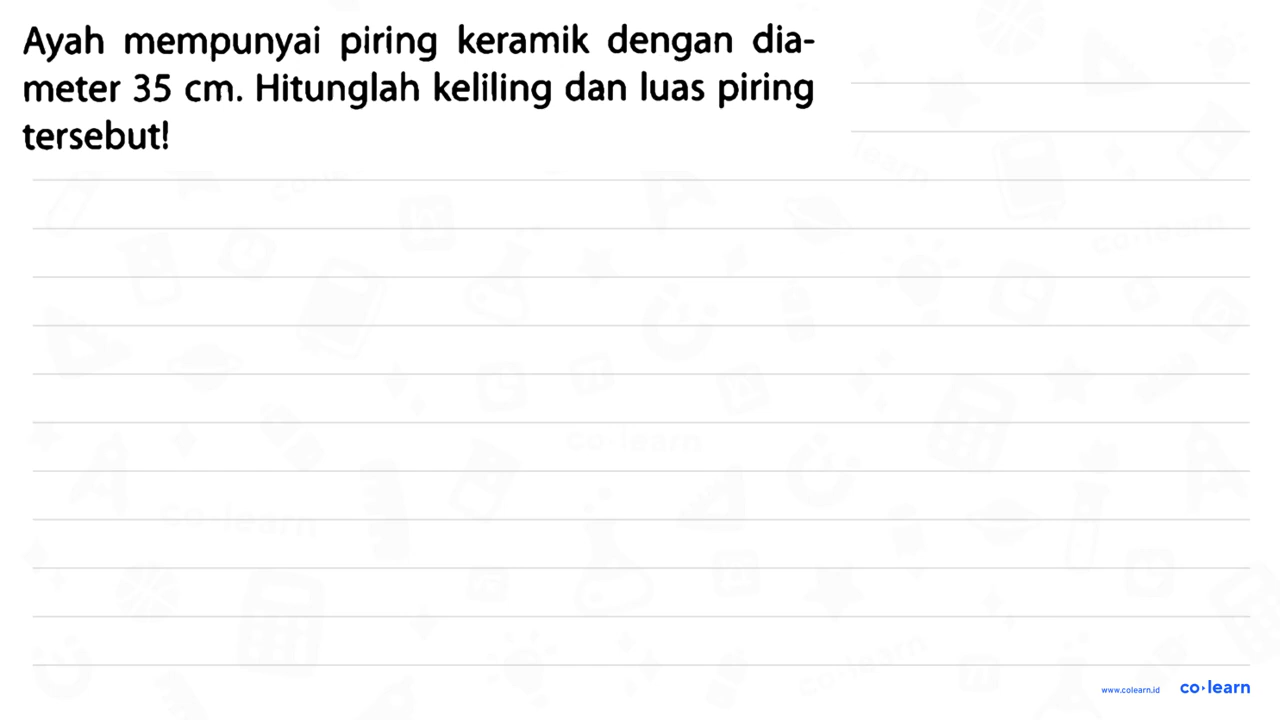 Ayah mempunyai piring keramik dengan dia-
meter 35 cm. Hitunglah keliling dan luas piring
tersebut!
www.colearn.id co·learn